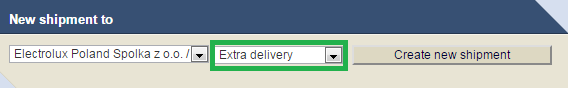 New shipment to
Electrolux Poland Spolka z o.o. / Extra delivery Create new shipment